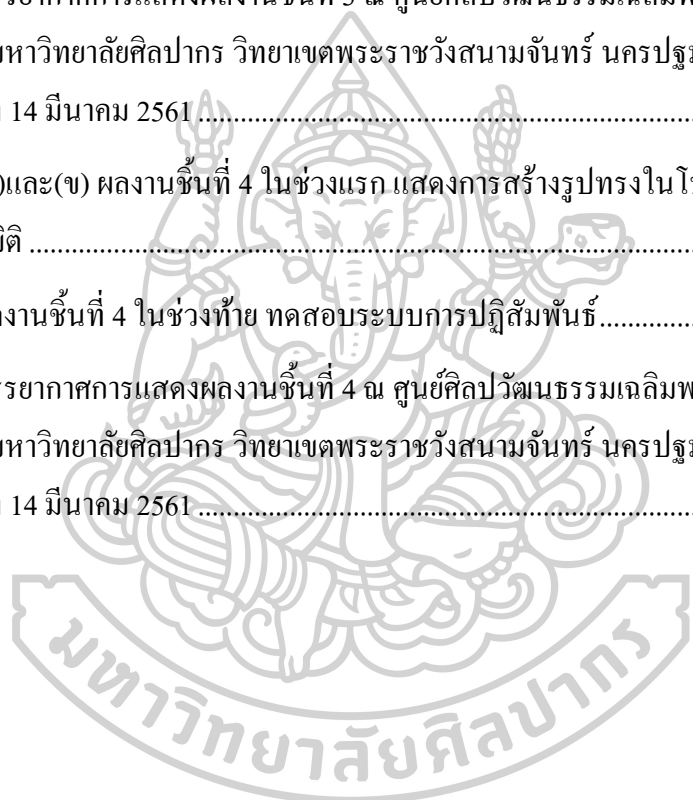 รยากาศการแสดงผลงานชิ้นที่ 3 ณ ศูนย์ศิลปวัฒนธรรมเฉลิมพ
มหาวิทยาลัยศิลปากร วิทยาเขตพระราชวังสนามจันทร์ นครปฐม
14 มีนาคม 2561
)และ(ข) ผลงานชิ้นที่ 4 ในช่วงแรก แสดงการสร้างรูปทรงในโ
มิติ
งานชิ้นที่ 4 ในช่วงท้าย ทดสอบระบบการปฏิสัมพันธ์
รยากาศการแสดงผลงานชิ้นที่ 4 ณ ศูนย์ศิลปวัฒนธรรมเฉลิมพ
มหาวิทยาลัยศิลปากร วิทยาเขตพระราชวังสนามจันทร์ นครปฐม
14 มีนาคม 2561
มหาวิทยาลัยศิลปากร